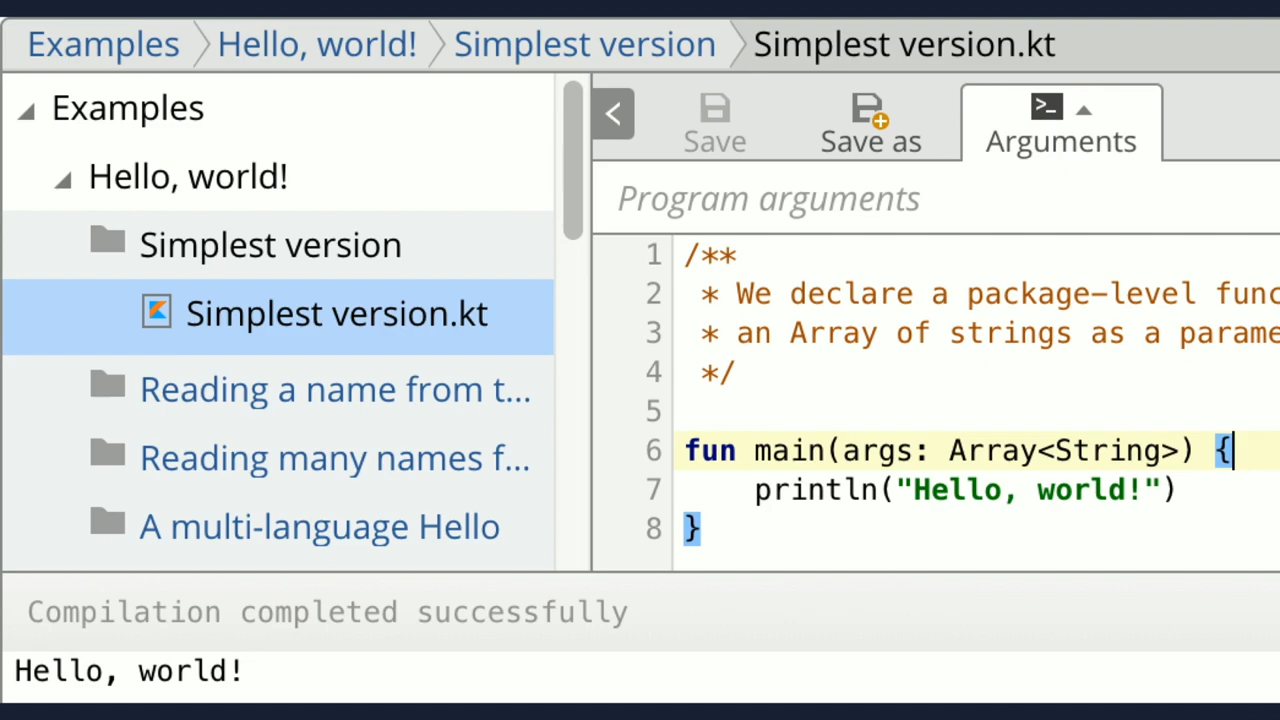 Examples
Hello, world!
Simplest version
Simplest version.kt
Examples
Hello, world!
Simplest version
Simplest version.kt
Reading a name from t...
Reading many names f...
A multi-language Hello
Save
Save as
Arguments
Program arguments
1 /**
2 * We declare a package-level func
3 * an Array of strings as a parame
4 */
5
6 fun main(args: Array<String>) {
7 println("Hello, world!")
8 }
Compilation completed successfully
Hello, world!